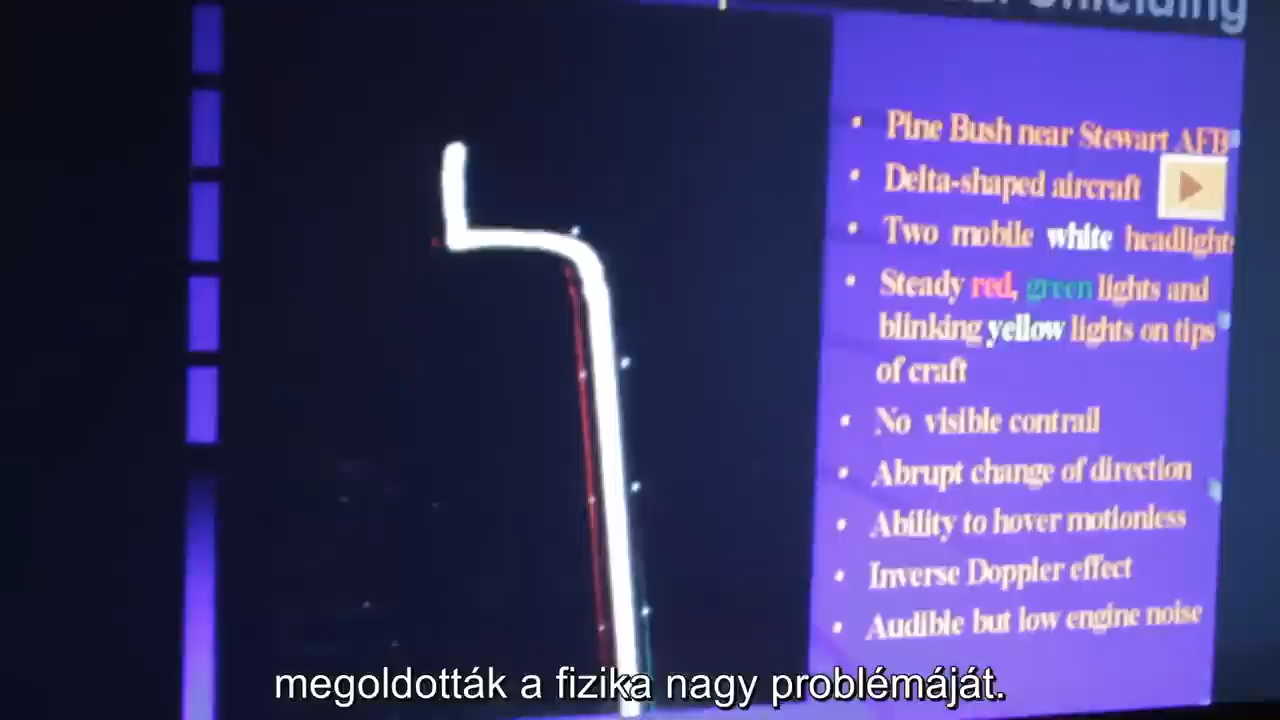 Shielding
• Pine Bush near Stewart AFB
• Delta-shaped aircraft
• Two mobile white headlights
• Steady red, green lights and
blinking yellow lights on tips
of craft
• No visible contrail
• Abrupt change of direction
• Ability to hover motionless
• Inverse Doppler effect
• Audible but low engine noise
megoldották a fizika nagy problémáját.